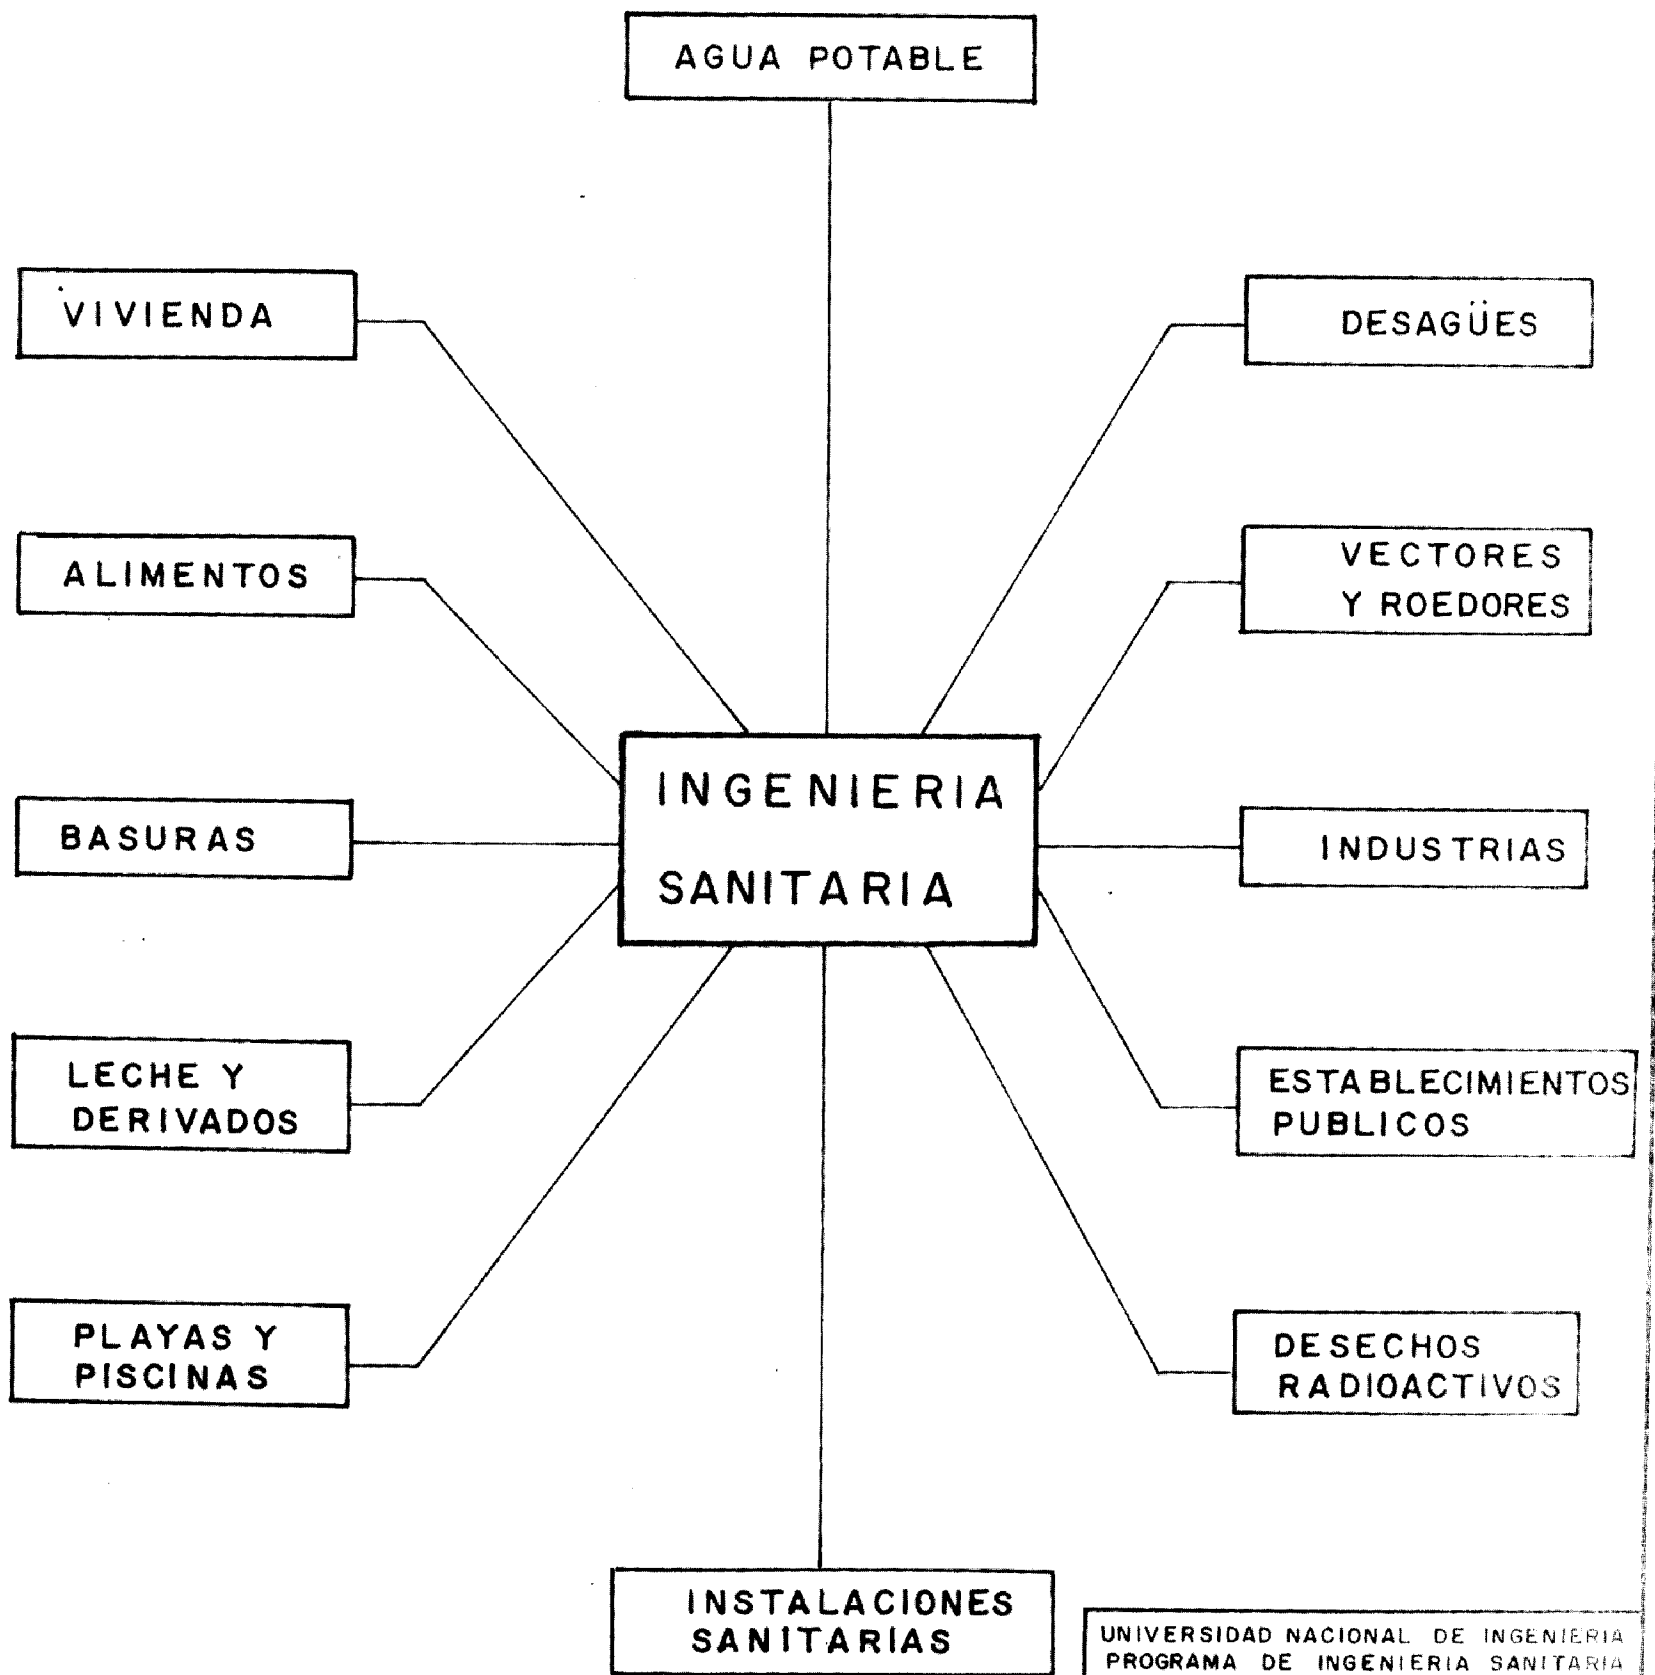 AGUA POTABLE
VIVIENDA
DESAGÜES
ALIMENTOS
VECTORES
Y ROEDORES
INGENIERIA
SANITARIA
BASURAS
INDUSTRIAS
LECHE Y
DERIVADOS
ESTABLECIMIENTOS
PUBLICOS
PLAYAS Y
PISCINAS
DESECHOS
RADIOACTIVOS
INSTALACIONES
SANITARIAS
UNIVERSIDAD NACIONAL DE INGENIERIA
PROGRAMA DE INGENIERIA SANITARIA